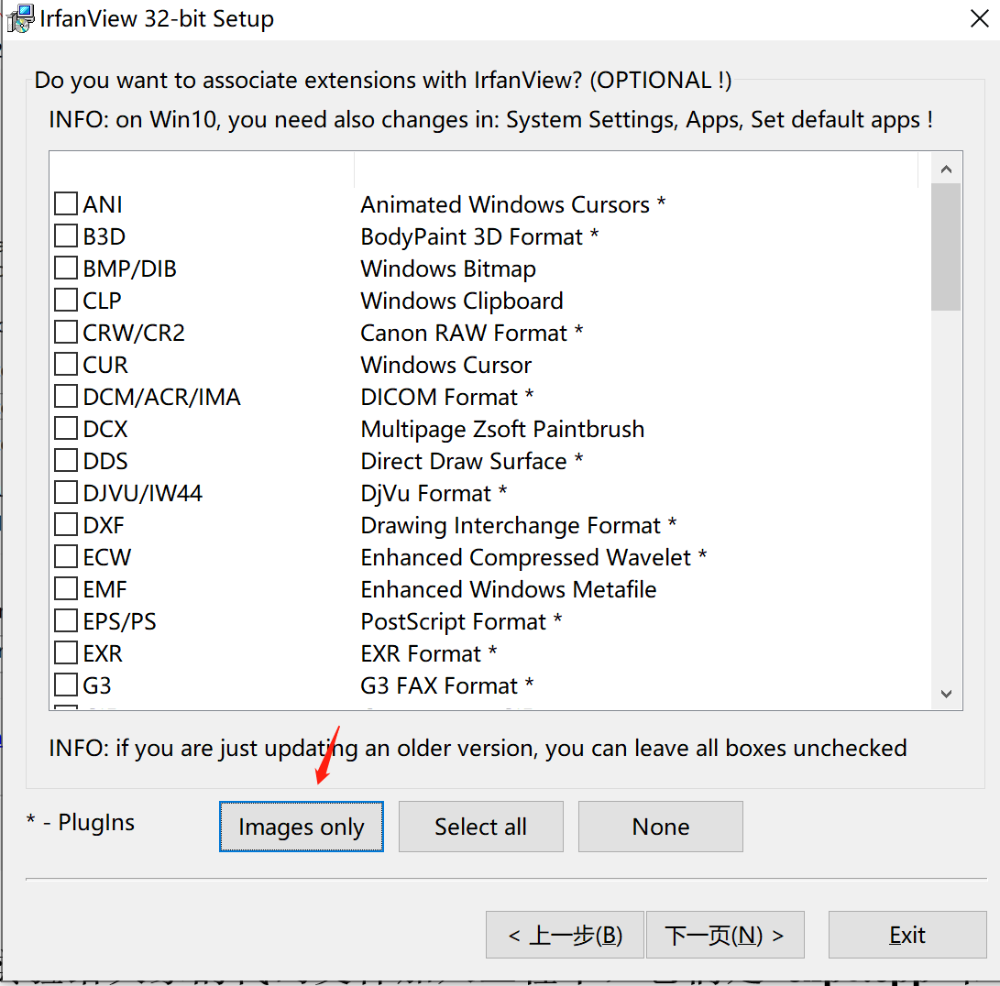 IrfanView 32-bit Setup
Do you want to associate extensions with IrfanView? (OPTIONAL !)
INFO: on Win10, you need also changes in: System Settings, Apps, Set default apps !
ANI Animated Windows Cursors *
B3D BodyPaint 3D Format *
BMP/DIB Windows Bitmap
CLP Windows Clipboard
CRW/CR2 Canon RAW Format *
CUR Windows Cursor
DCM/ACR/IMA DICOM Format *
DCX Multipage Zsoft Paintbrush
DDS Direct Draw Surface *
DJVU/IW44 DjVu Format *
DXF Drawing Interchange Format *
ECW Enhanced Compressed Wavelet *
EMF Enhanced Windows Metafile
EPS/PS PostScript Format *
EXR EXR Format *
G3 G3 FAX Format *
INFO: if you are just updating an older version, you can leave all boxes unchecked
* - PlugIns Images only Select all None
< 上一步(B) 下一页(N) > Exit